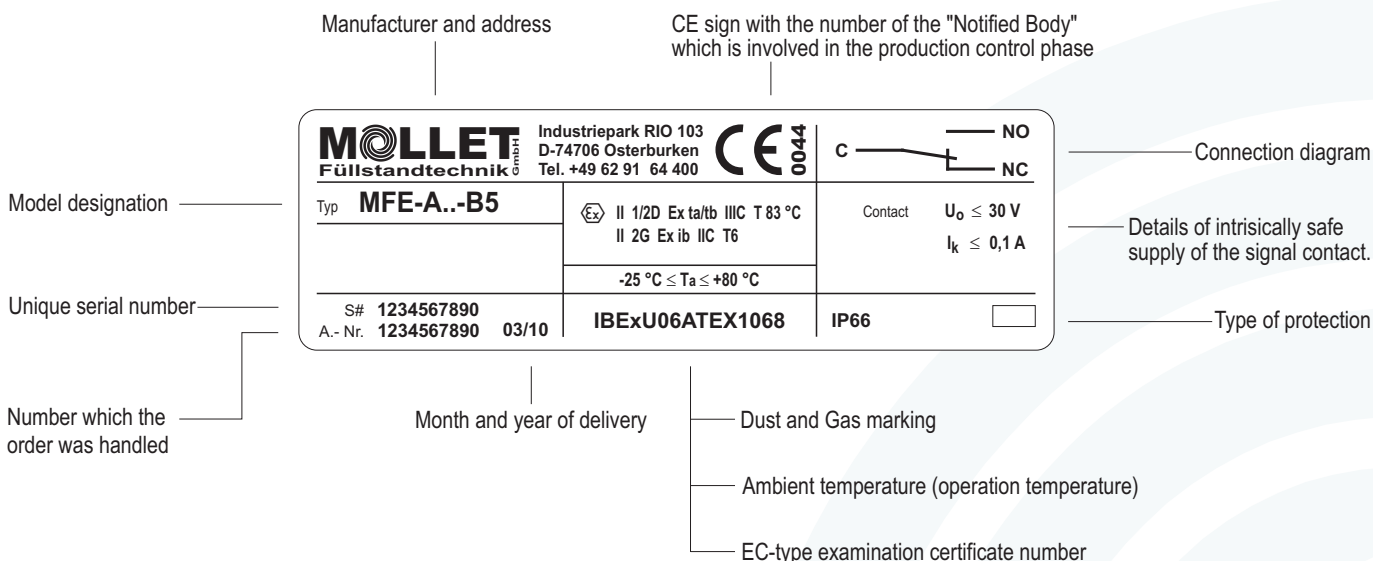 Manufacturer and address
CE sign with the number of the "Notified Body"
which is involved in the production control phase
MOLLET GmbH
Füllstandtechnik
Industriepark RIO 103
D-74706 Osterburken
Tel. +49 62 91 64 400
CE 0044
C
NO
NC
Connection diagram
Model designation
Typ MFE-A..-B5
Ex II 1/2D Ex ta/tb IIIC T 83 °C
II 2G Ex ib IIC T6
-25 °C ≤ Ta ≤ +80 °C
Contact U₀ ≤ 30 V
Iₖ ≤ 0,1 A
Details of intrisically safe
supply of the signal contact.
Unique serial number
S# 1234567890
A.- Nr. 1234567890 03/10
IBExU06ATEX1068
IP66
Type of protection
Number which the
order was handled
Month and year of delivery
Dust and Gas marking
Ambient temperature (operation temperature)
EC-type examination certificate number